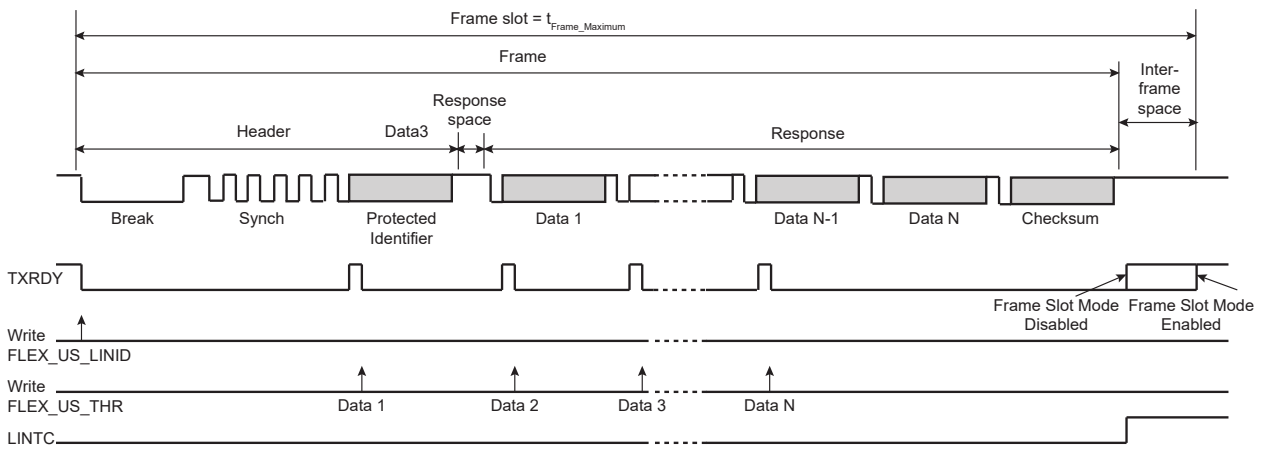 Frame slot = tFrame_Maximum
Frame
Inter-
frame
space
Response
space
Header
Data3
Response
Break
Synch
Protected
Identifier
Data 1
Data N-1
Data N
Checksum
TXRDY
Frame Slot Mode
Disabled
Frame Slot Mode
Enabled
Write
FLEX_US_LINID
Write
FLEX_US_THR
Data 1
Data 2
Data 3
Data N
LINTC